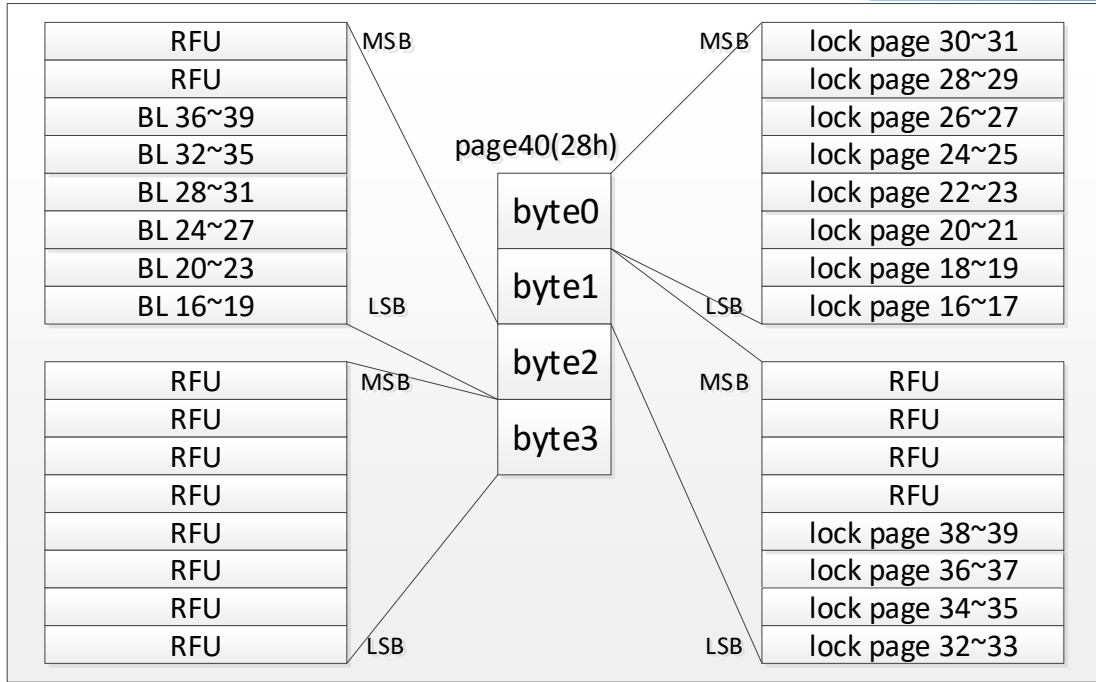 RFU
RFU
BL 36~39
BL 32~35
BL 28~31
BL 24~27
BL 20~23
BL 16~19
MSB
LSB
RFU
RFU
RFU
RFU
RFU
RFU
RFU
RFU
MSB
LSB
page40(28h)
byte0
byte1
byte2
byte3
MSB
LSB
lock page 30~31
lock page 28~29
lock page 26~27
lock page 24~25
lock page 22~23
lock page 20~21
lock page 18~19
lock page 16~17
MSB
LSB
RFU
RFU
RFU
RFU
lock page 38~39
lock page 36~37
lock page 34~35
lock page 32~33